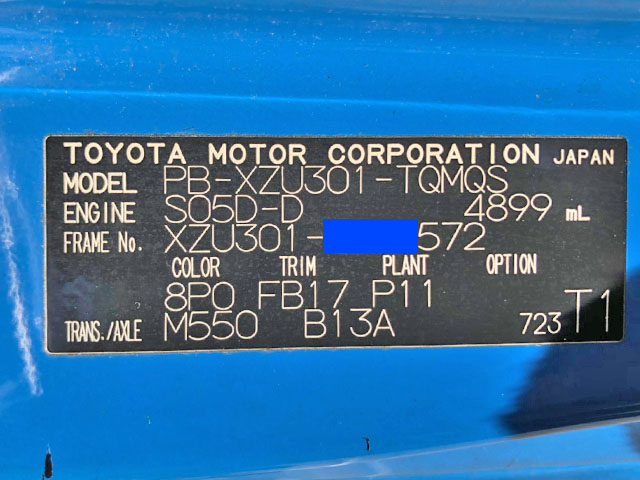 TOYOTA MOTOR CORPORATION JAPAN
MODEL PB-XZU301-TQMQS
ENGINE S05D-D 4899 mL
FRAME No. XZU301- 572
COLOR TRIM PLANT OPTION
8P0 FB17 P11
TRANS./AXLE M550 B13A 723 T1